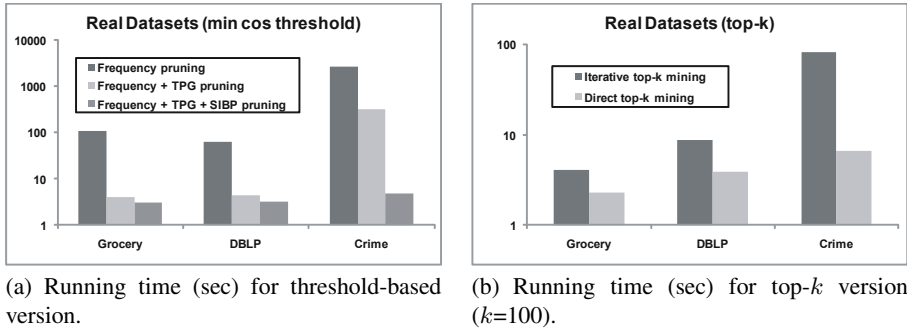 Real Datasets (min cos threshold)
10000
1000
100
10
1
Frequency pruning
Frequency + TPG pruning
Frequency + TPG + SIBP pruning
Grocery DBLP Crime
(a) Running time (sec) for threshold-based
version.
Real Datasets (top-k)
100
10
1
Iterative top-k mining
Direct top-k mining
Grocery DBLP Crime
(b) Running time (sec) for top-k version
(k=100).